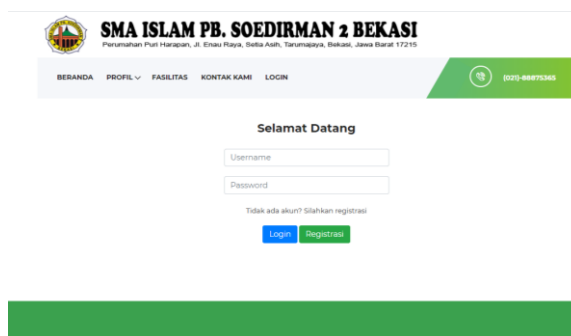 SMA ISLAM PB. SOEDIRMAN 2 BEKASI
Perumahan Puri Harapan, Jl. Enau Raya, Setia Asih, Tarumajaya, Bekasi, Jawa Barat 17215
BERANDA PROFIL FASILITAS KONTAK KAMI LOGIN
(021)-88875365
Selamat Datang
Username
Password
Tidak ada akun? Silahkan registrasi
Login Registrasi